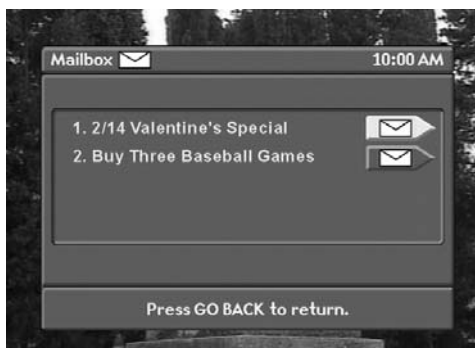 Mailbox
10:00 AM
1. 2/14 Valentine's Special
2. Buy Three Baseball Games
Press GO BACK to return.